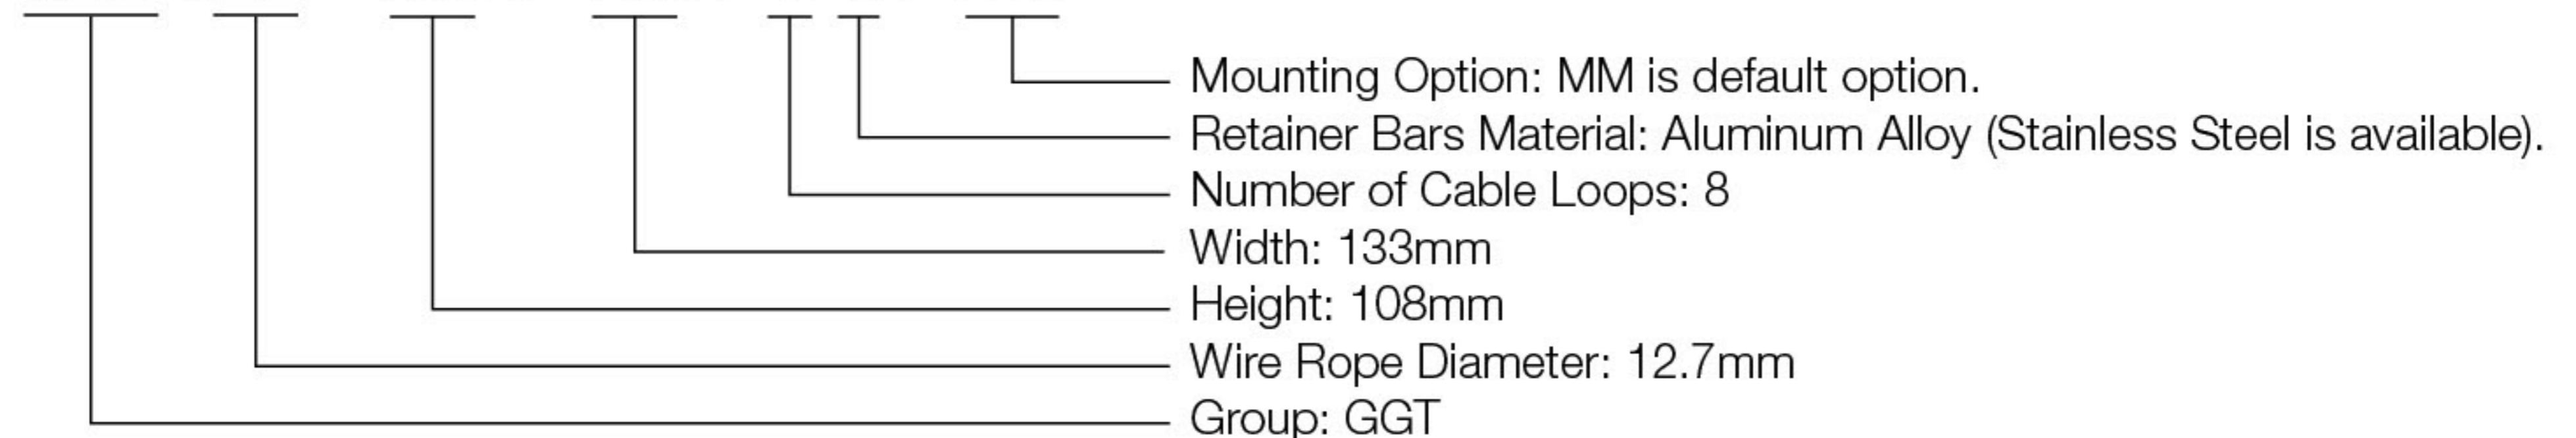 Mounting Option: MM is default option.
Retainer Bars Material: Aluminum Alloy (Stainless Steel is available).
Number of Cable Loops: 8
Width: 133mm
Height: 108mm
Wire Rope Diameter: 12.7mm
Group: GGT